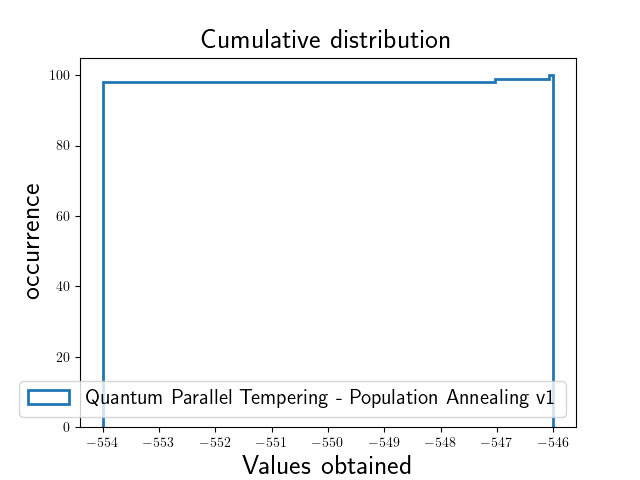 Cumulative distribution
occurrence
100
80
60
40
20
0
Quantum Parallel Tempering - Population Annealing v1
−554 −553 −552 −551 −550 −549 −548 −547 −546
Values obtained